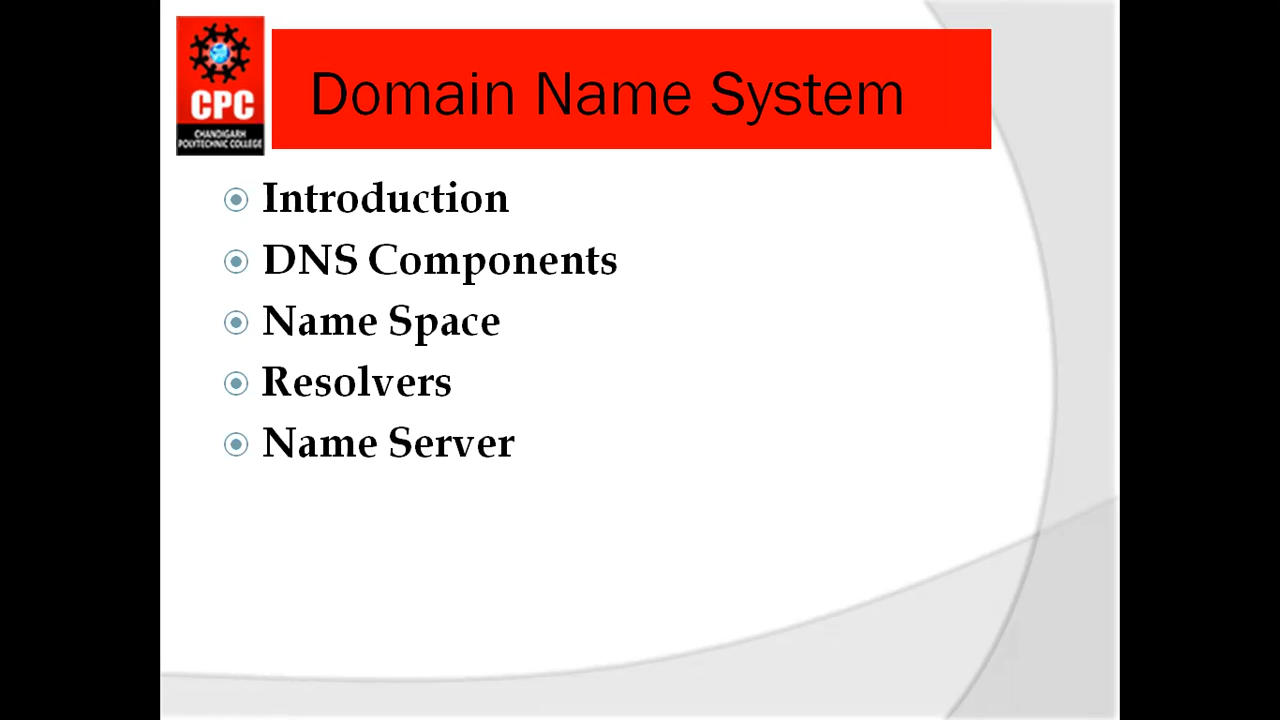 CPC
CHANDIGARH
POLYTECHNIC COLLEGE
Domain Name System
Introduction
DNS Components
Name Space
Resolvers
Name Server